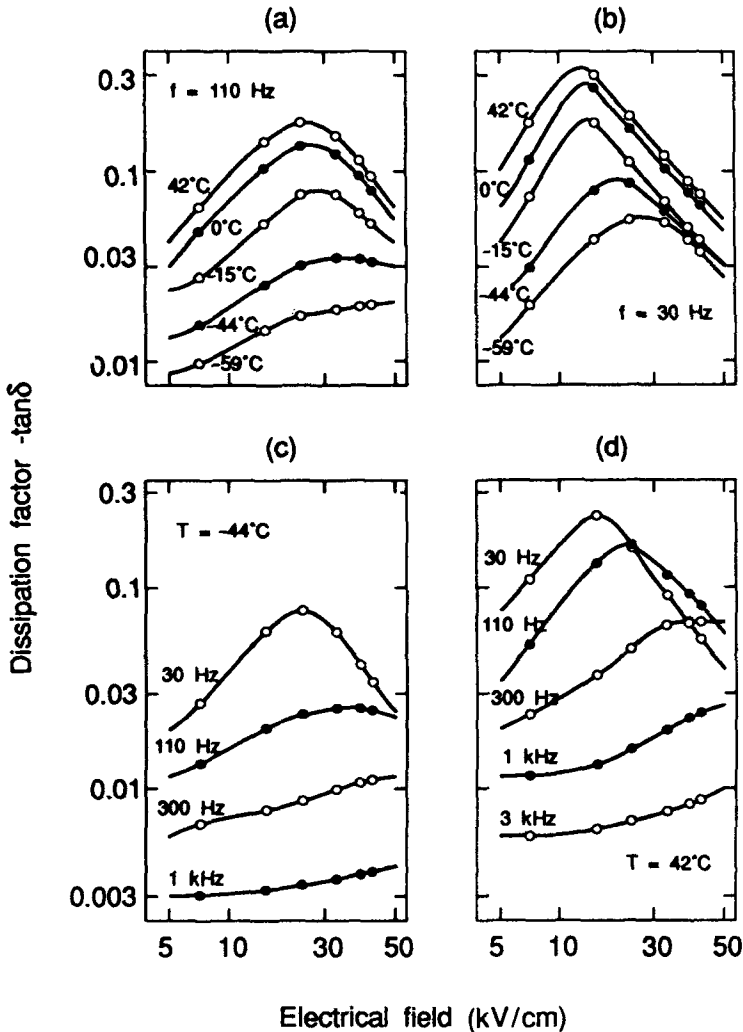 (a)
(b)
0.3
0.1
0.03
0.01
f = 110 Hz
42°C
0°C
-15°C
-44°C
-59°C
42°C
0°C
-15°C
-44°C
-59°C
f = 30 Hz
Dissipation factor -tanδ
(c)
(d)
0.3
0.1
0.03
0.01
0.003
T = -44°C
30 Hz
110 Hz
300 Hz
1 kHz
30 Hz
110 Hz
300 Hz
1 kHz
3 kHz
T = 42°C
5 10 30 50
5 10 30 50
Electrical field (kV/cm)